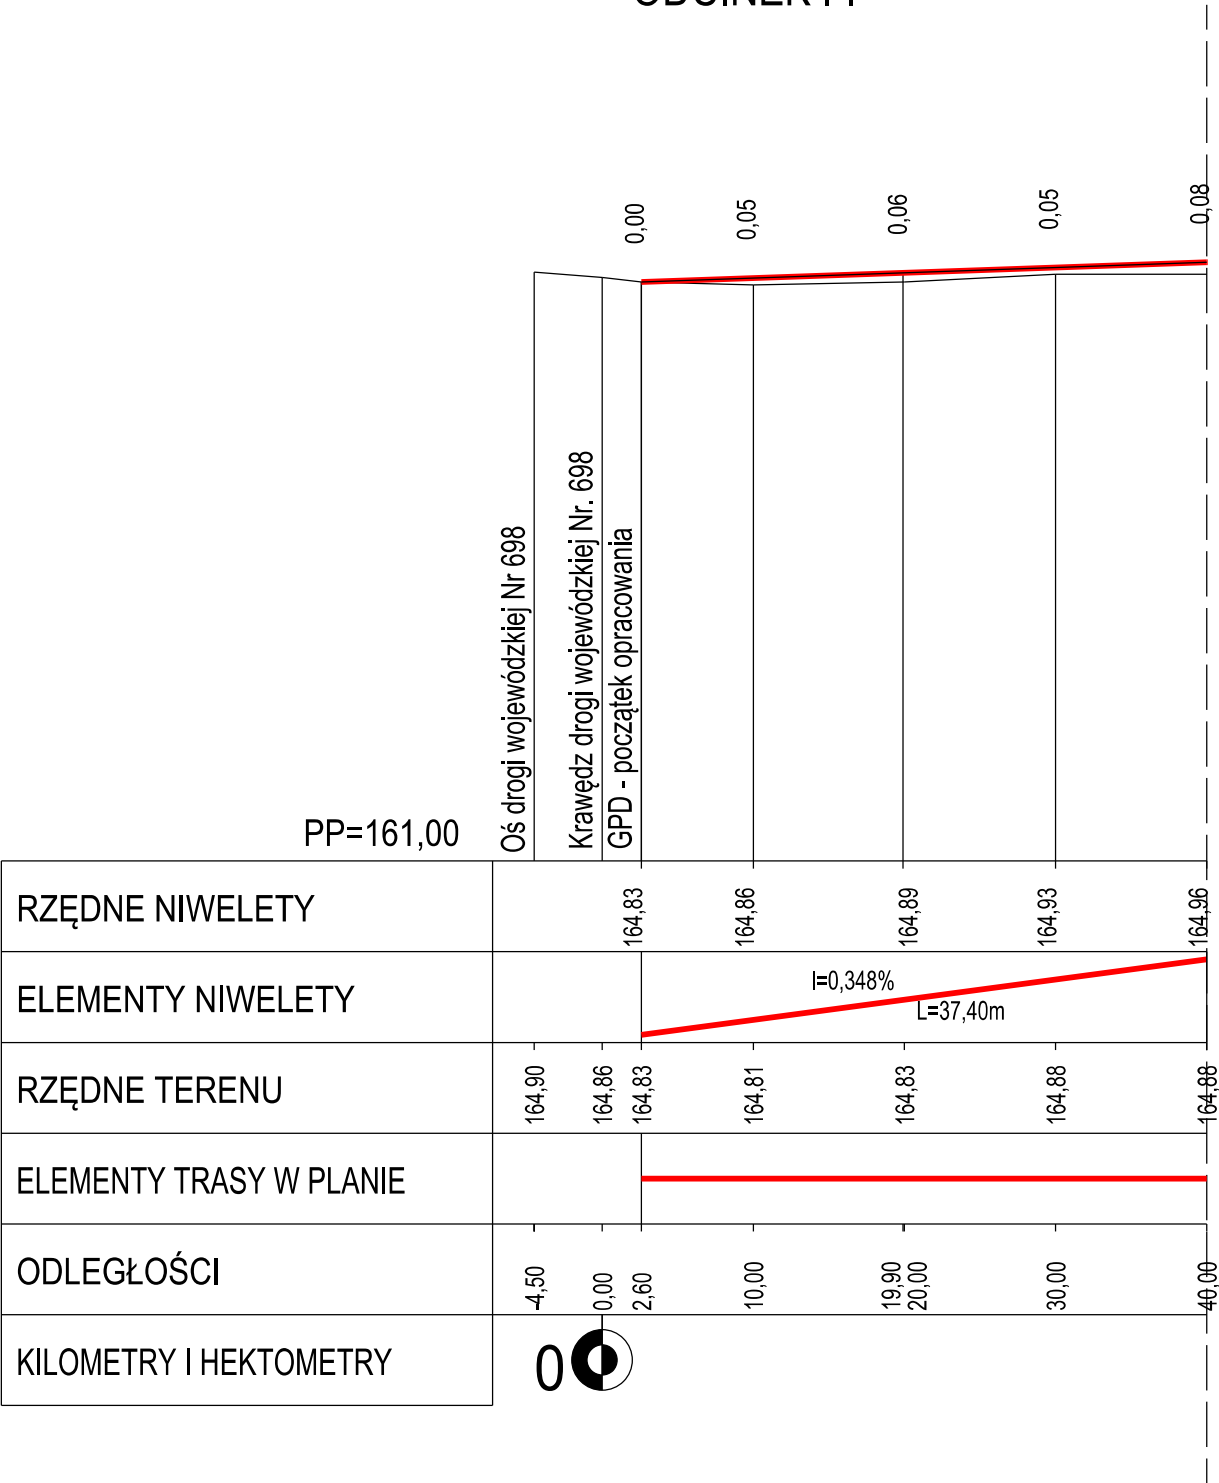 0,00 0,05 0,06 0,05 0,08
Oś drogi wojewódzkiej Nr 698
Krawędz drogi wojewódzkiej Nr. 698
GPD - początek opracowania
PP=161,00
RZĘDNE NIWELETY 164,83 164,86 164,89 164,93 164,96
ELEMENTY NIWELETY I=0,348% L=37,40m
RZĘDNE TERENU 164,90 164,86 164,83 164,81 164,83 164,88 164,88
ELEMENTY TRASY W PLANIE
ODLEGŁOŚCI -4,50 0,00 2,60 10,00 19,90 20,00 30,00 40,00
KILOMETRY I HEKTOMETRY 0